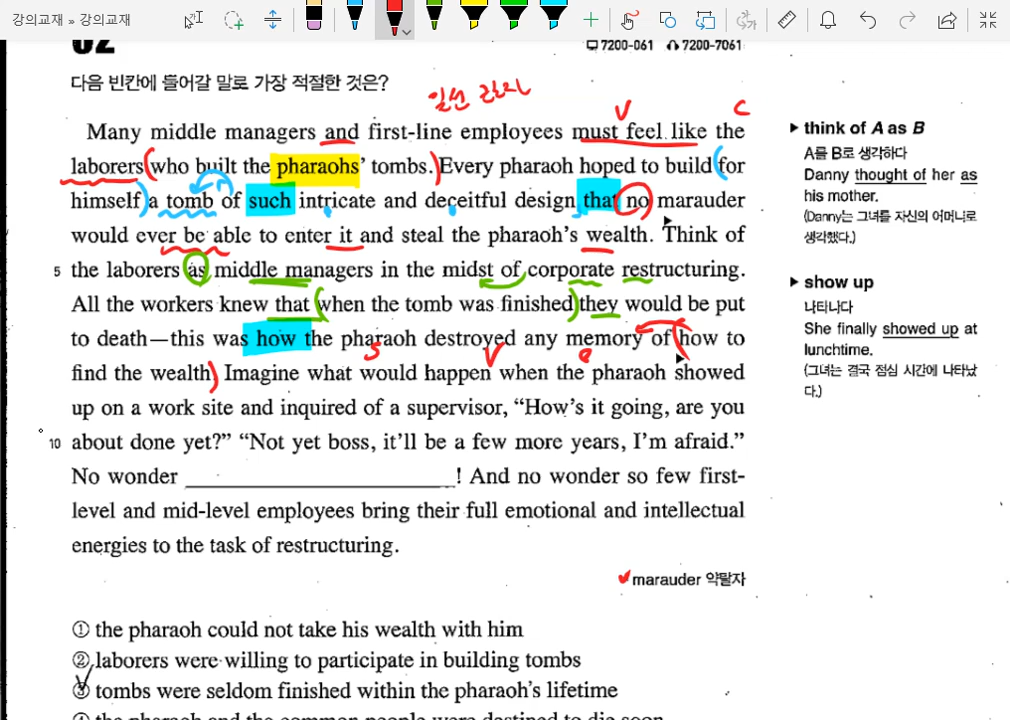 강의교재 » 강의교재
02
7200-061 7200-7061
다음 빈칸에 들어갈 말로 가장 적절한 것은?
일선
V
C
Many middle managers and first-line employees must feel like the
laborers (who built the pharaohs’ tombs.) Every pharaoh hoped to build (for
himself) a tomb of such intricate and deceitful design that no marauder
would ever be able to enter it and steal the pharaoh’s wealth. Think of
5 the laborers as middle managers in the midst of corporate restructuring.
All the workers knew that (when the tomb was finished) they would be put
to death—this was how the pharaoh destroyed any memory of (how to
S V
find the wealth) Imagine what would happen when the pharaoh showed
up on a work site and inquired of a supervisor, “How’s it going, are you
10 about done yet?” “Not yet boss, it’ll be a few more years, I’m afraid.”
No wonder ____________________! And no wonder so few first-
level and mid-level employees bring their full emotional and intellectual
energies to the task of restructuring.
✓marauder 약탈자
① the pharaoh could not take his wealth with him
② laborers were willing to participate in building tombs
③ tombs were seldom finished within the pharaoh’s lifetime
④ the pharaoh and the common people were destined to die soon
▸ think of A as B
A를 B로 생각하다
Danny thought of her as
his mother.
(Danny는 그녀를 자신의 어머니로
생각했다.)
▸ show up
나타나다
She finally showed up at
lunchtime.
(그녀는 결국 점심 시간에 나타났
다.)